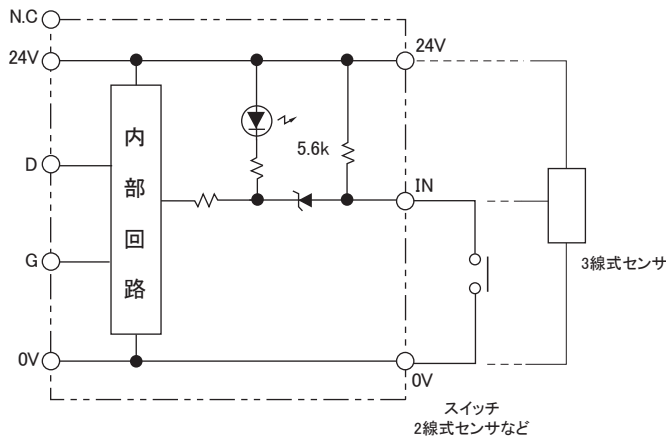 N.C
24V
24V
内
部
回
路
D
5.6k
IN
G
3線式センサ
0V
0V
スイッチ
2線式センサなど